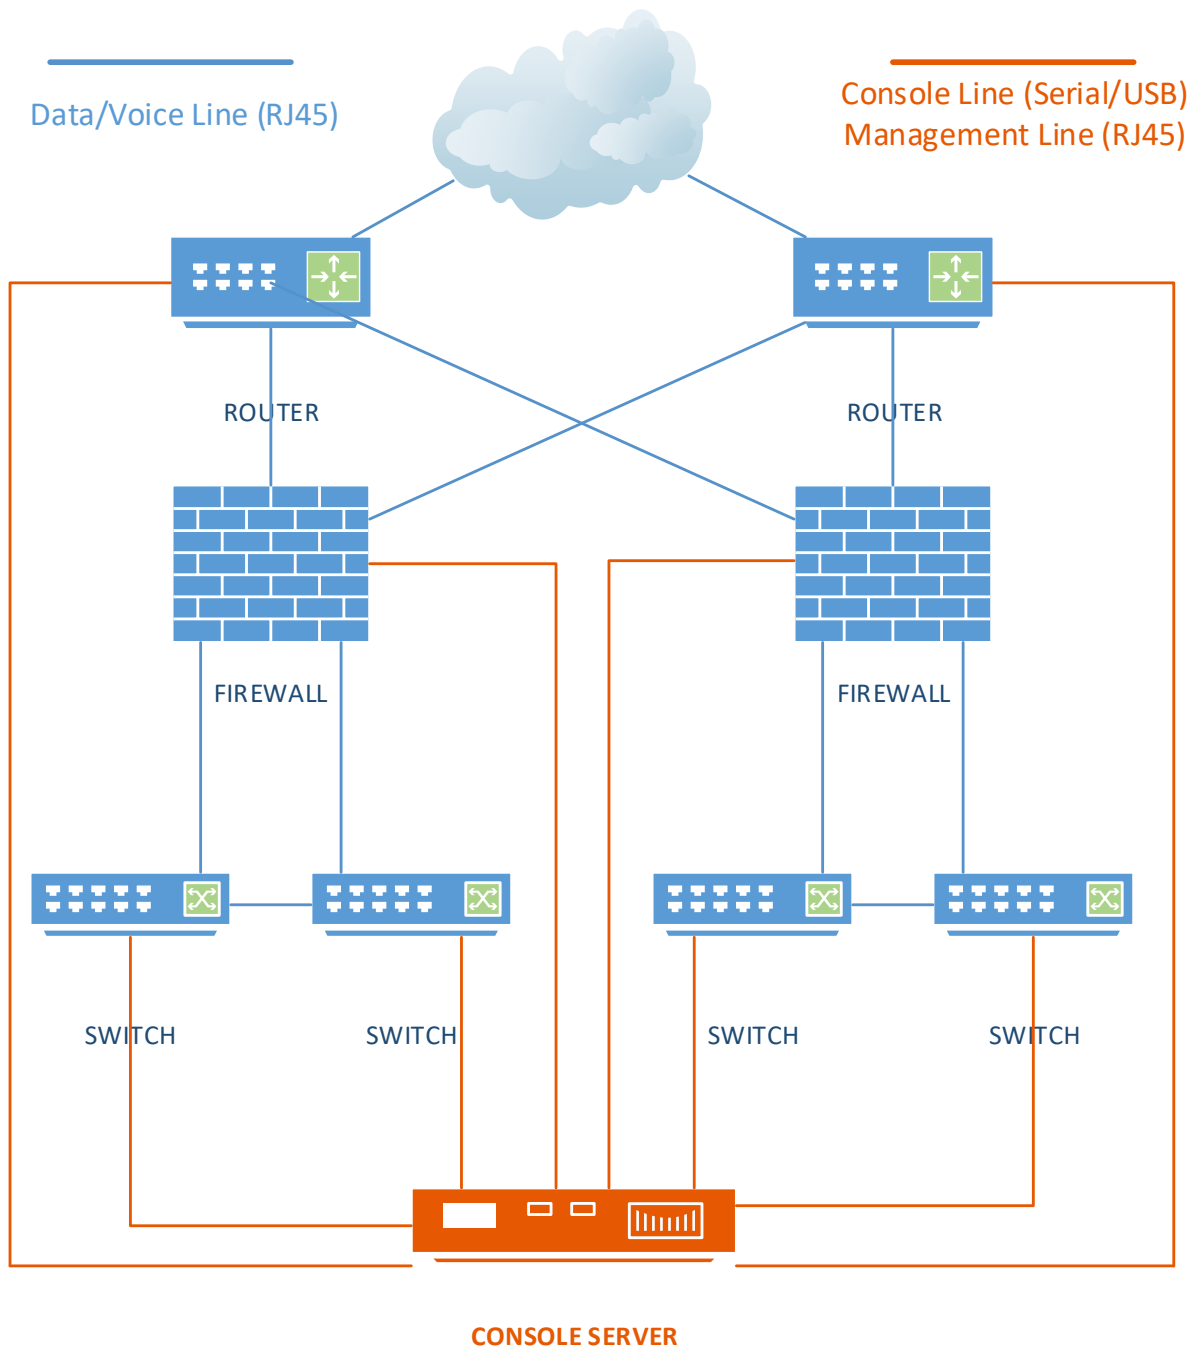 Data/Voice Line (RJ45)
Console Line (Serial/USB)
Management Line (RJ45)
ROUTER
ROUTER
FIREWALL
FIREWALL
SWITCH
SWITCH
SWITCH
SWITCH
CONSOLE SERVER